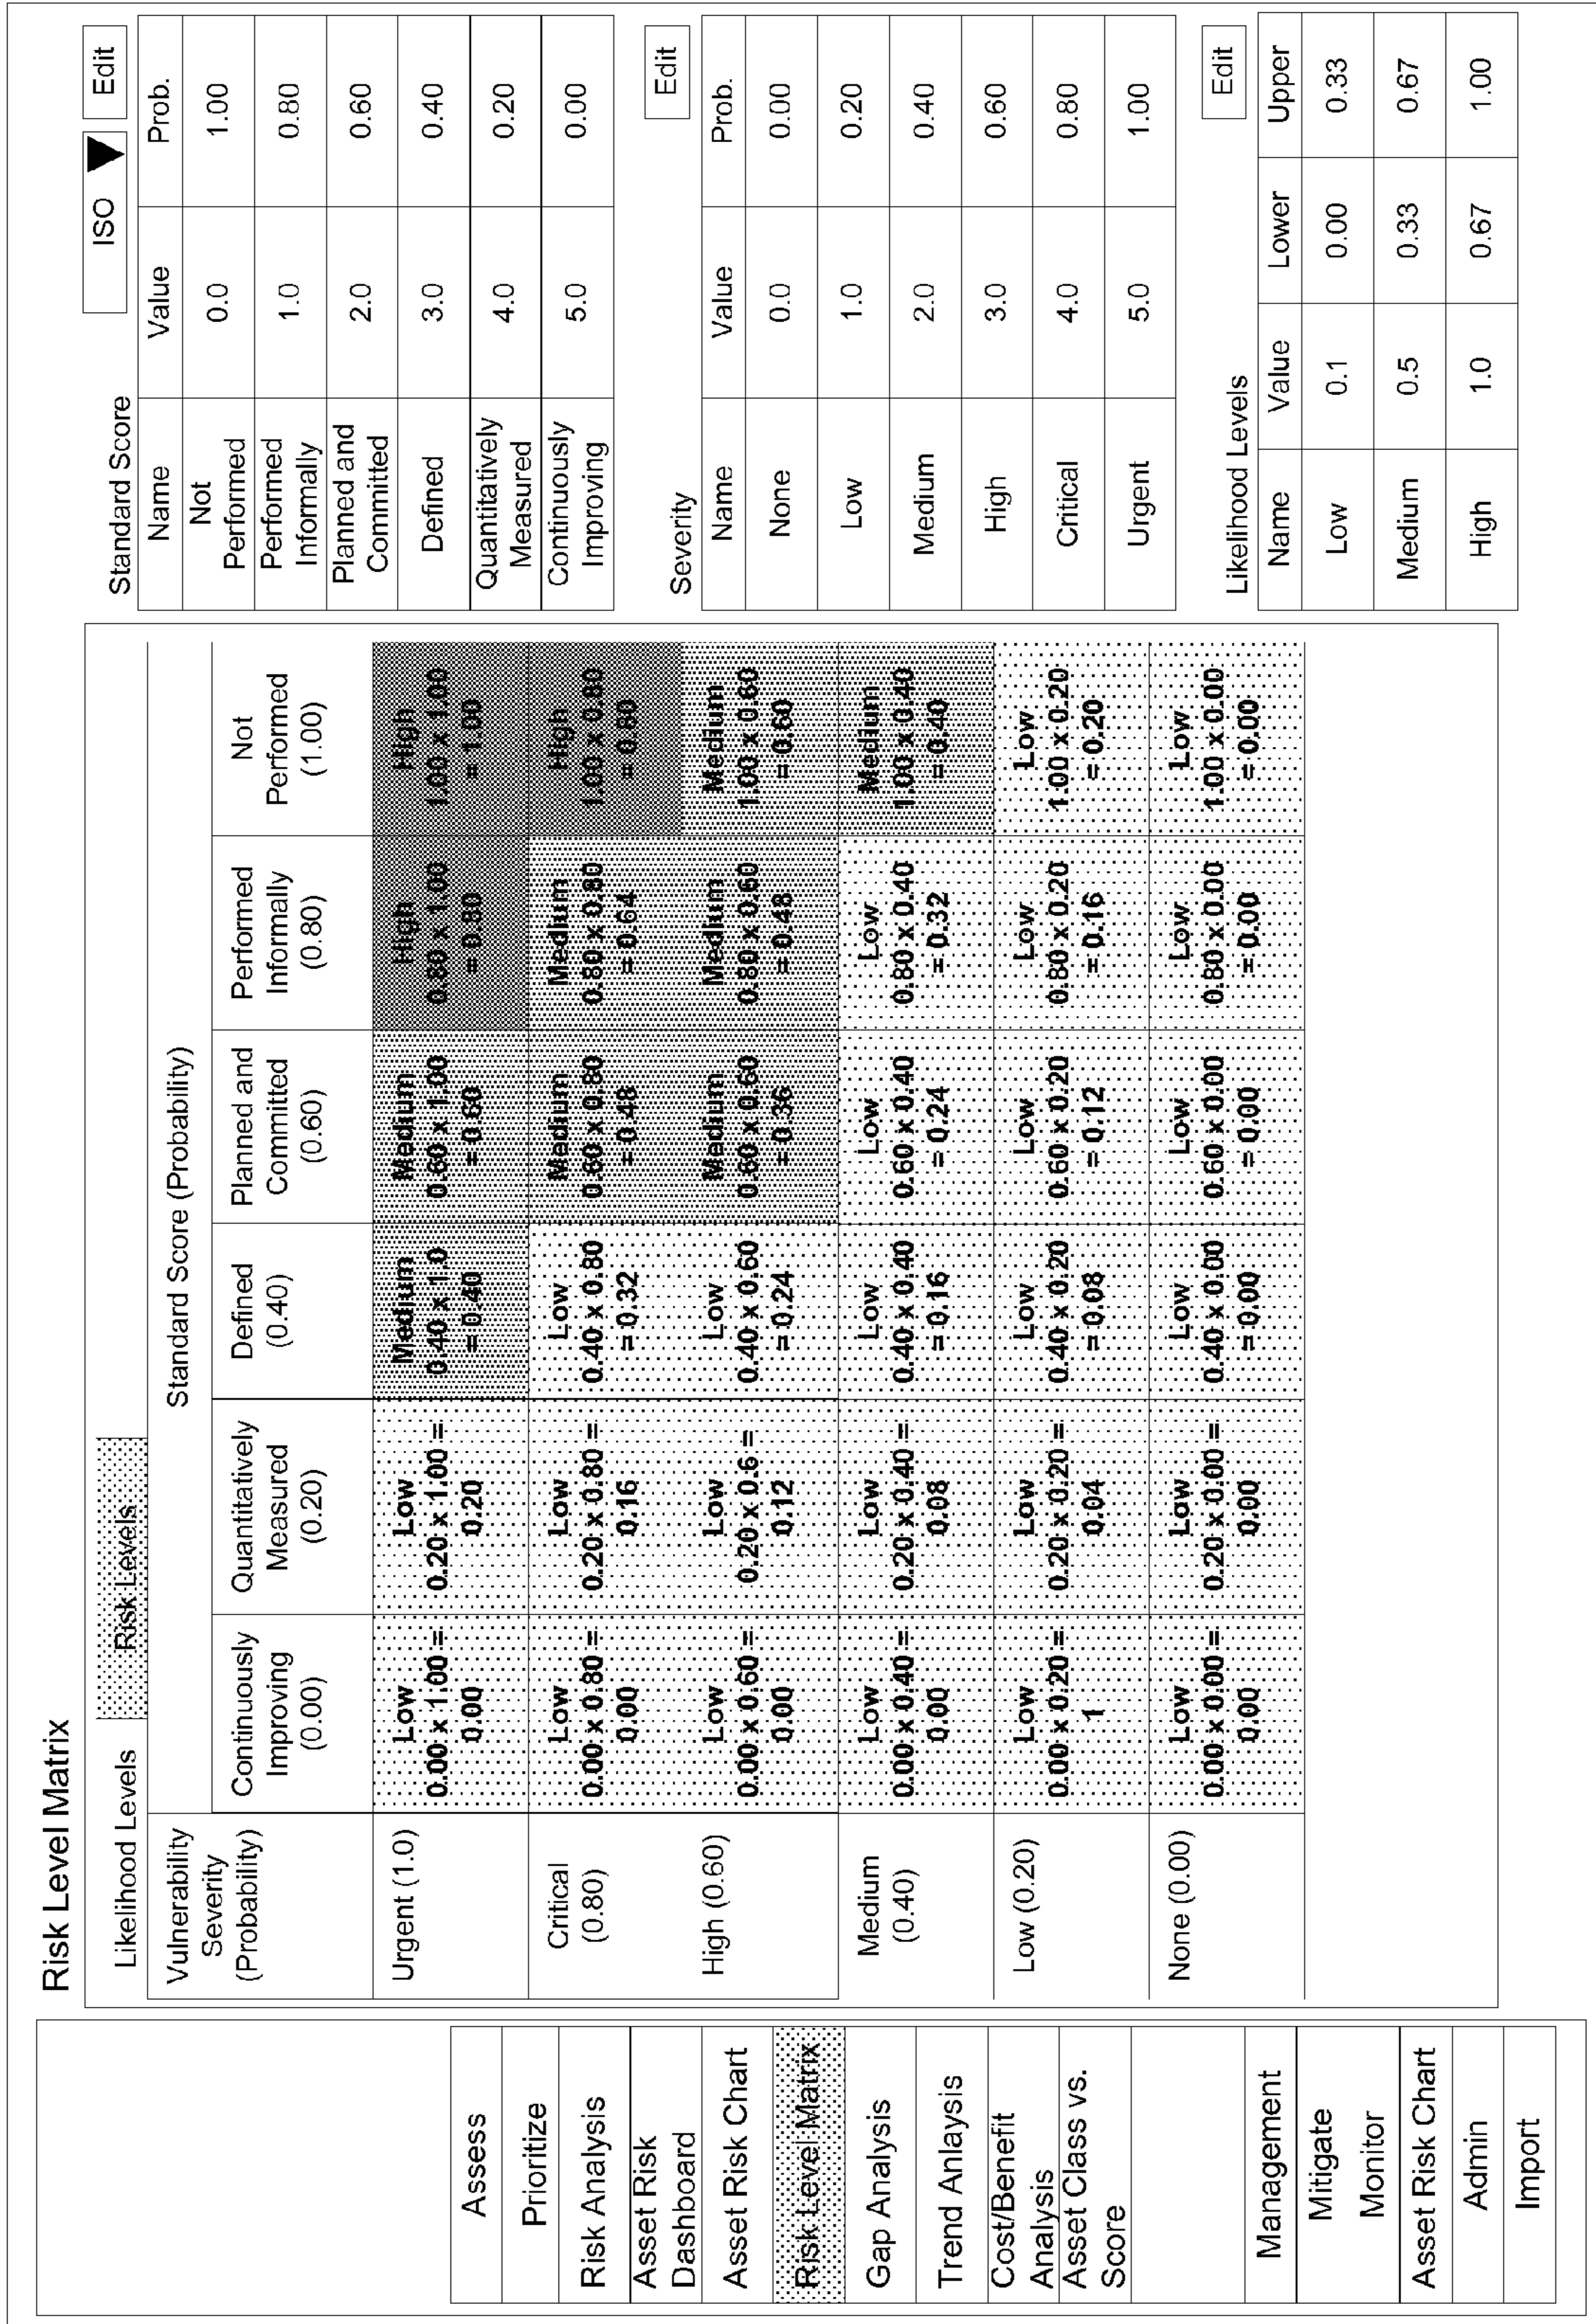 Risk Level Matrix
Assess
Prioritize
Risk Analysis
Asset Risk
Dashboard
Asset Risk Chart
Risk Level Matrix
Gap Analysis
Trend Anlaysis
Cost/Benefit
Analysis
Asset Class vs.
Score
Management
Mitigate
Monitor
Asset Risk Chart
Admin
Import
Likelihood Levels
Risk Levels
Vulnerability
Severity
(Probability)
Standard Score (Probability)
Continuously
Improving
(0.00)
Quantitatively
Measured
(0.20)
Defined
(0.40)
Planned and
Committed
(0.60)
Performed
Informally
(0.80)
Not
Performed
(1.00)
Urgent (1.0)
Low
0.00 x 1.00 =
0.00
Low
0.20 x 1.00 =
0.20
Medium
0.40 x 1.0
= 0.40
Medium
0.60 x 1.00
= 0.60
High
0.80 x 1.00
= 0.80
High
1.00 x 1.00
= 1.00
Critical
(0.80)
Low
0.00 x 0.80 =
0.00
Low
0.20 x 0.80 =
0.16
Low
0.40 x 0.80
= 0.32
Medium
0.60 x 0.80
= 0.48
Medium
0.80 x 0.80
= 0.64
High
1.00 x 0.80
= 0.80
High (0.60)
Low
0.00 x 0.60 =
0.00
Low
0.20 x 0.6 =
0.12
Low
0.40 x 0.60
= 0.24
Medium
0.60 x 0.60
= 0.36
Medium
0.80 x 0.60
= 0.48
Medium
1.00 x 0.60
= 0.60
Medium
(0.40)
Low
0.00 x 0.40 =
0.00
Low
0.20 x 0.40 =
0.08
Low
0.40 x 0.40
= 0.16
Low
0.60 x 0.40
= 0.24
Low
0.80 x 0.40
= 0.32
Medium
1.00 x 0.40
= 0.40
Low (0.20)
Low
0.00 x 0.20 =
1
Low
0.20 x 0.20 =
0.04
Low
0.40 x 0.20
= 0.08
Low
0.60 x 0.20
= 0.12
Low
0.80 x 0.20
= 0.16
Low
1.00 x 0.20
= 0.20
None (0.00)
Low
0.00 x 0.00 =
0.00
Low
0.20 x 0.00 =
0.00
Low
0.40 x 0.00
= 0.00
Low
0.60 x 0.00
= 0.00
Low
0.80 x 0.00
= 0.00
Low
1.00 x 0.00
= 0.00
Standard Score ISO Edit
Name Value Prob.
Not
Performed 0.0 1.00
Performed
Informally 1.0 0.80
Planned and
Committed 2.0 0.60
Defined 3.0 0.40
Quantitatively
Measured 4.0 0.20
Continuously
Improving 5.0 0.00
Severity Edit
Name Value Prob.
None 0.0 0.00
Low 1.0 0.20
Medium 2.0 0.40
High 3.0 0.60
Critical 4.0 0.80
Urgent 5.0 1.00
Likelihood Levels Edit
Name Value Lower Upper
Low 0.1 0.00 0.33
Medium 0.5 0.33 0.67
High 1.0 0.67 1.00